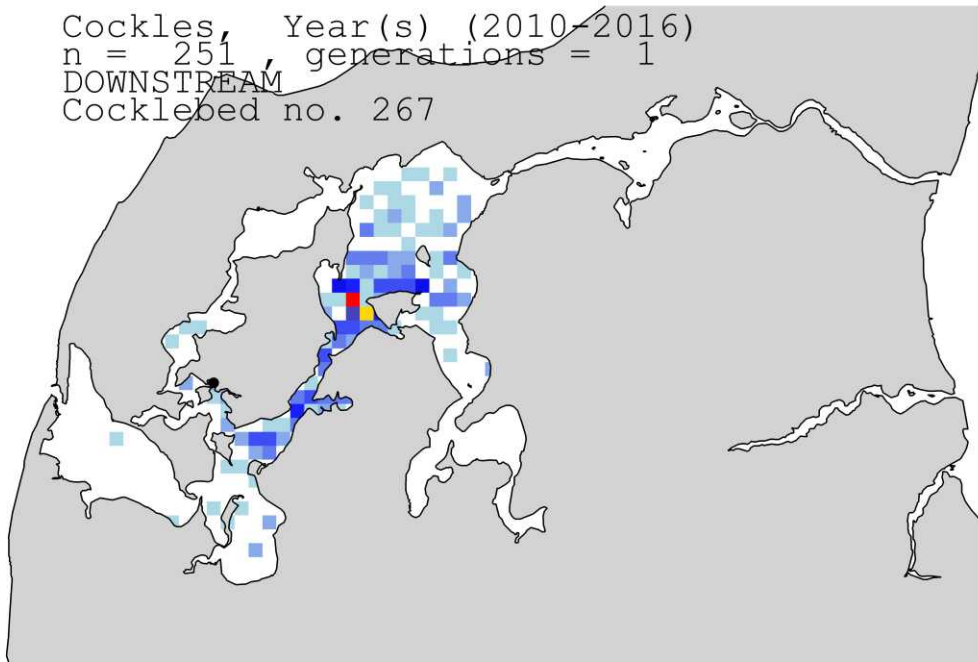 Cockles, Year(s) (2010-2016)
n = 251 , generations = 1
DOWNSTREAM
Cocklebed no. 267